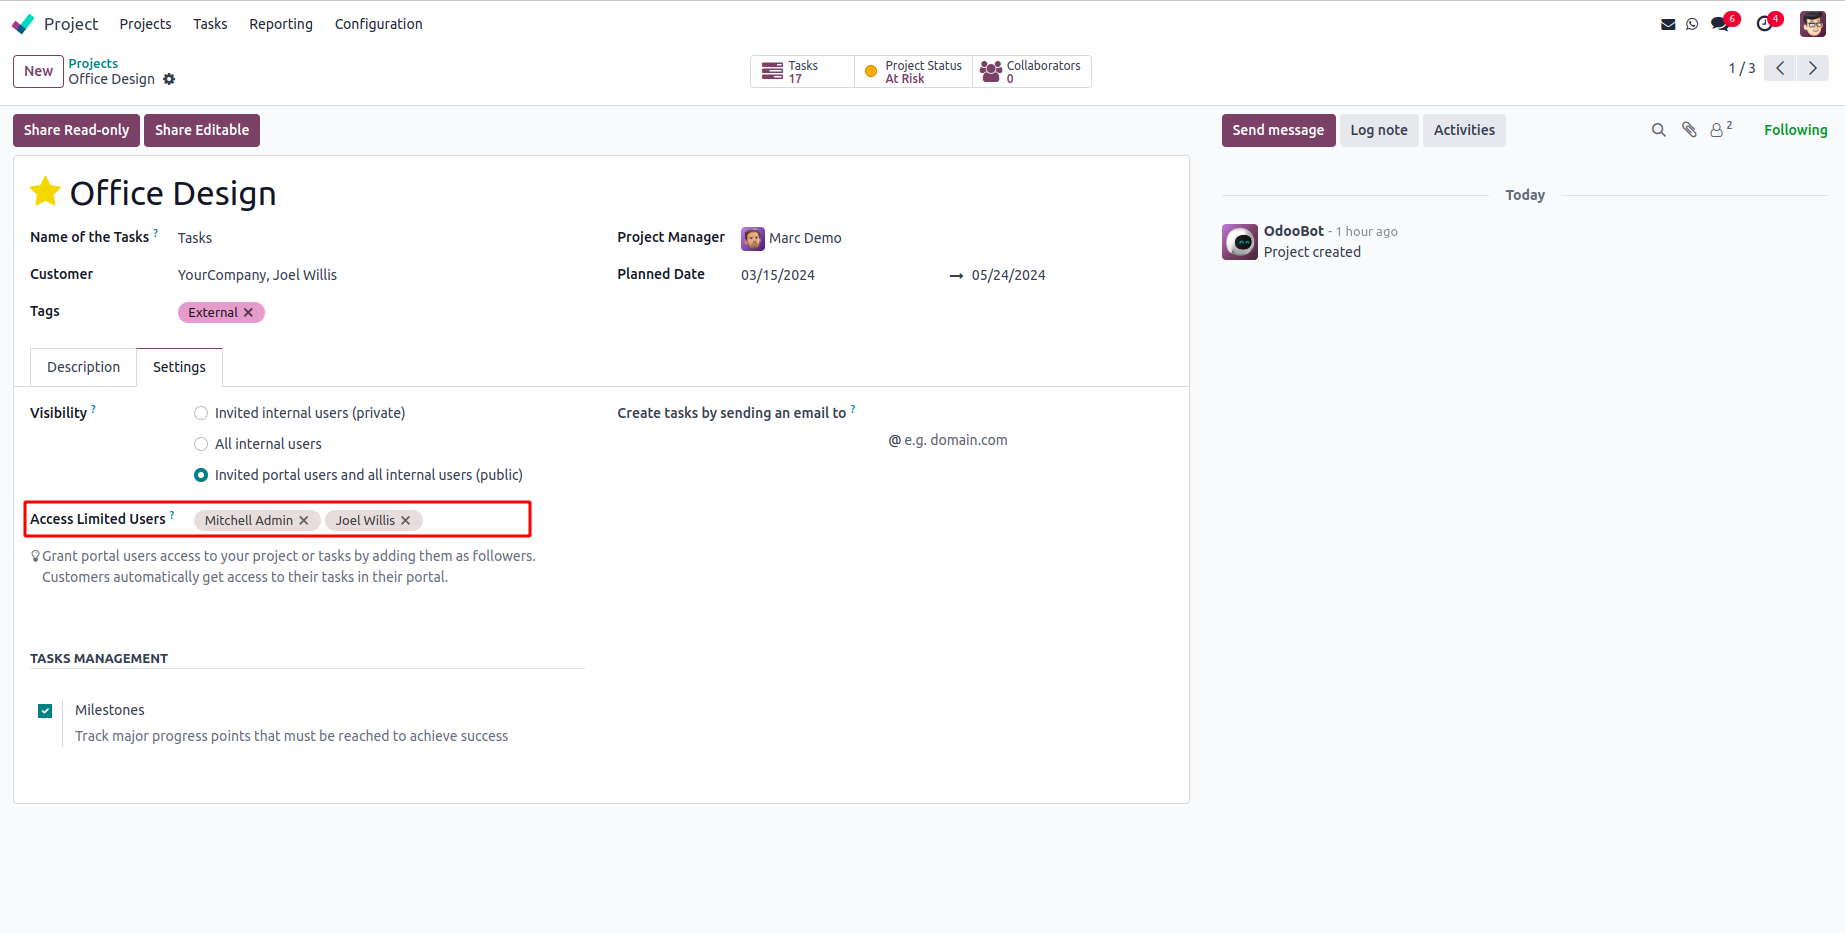 Project Projects Tasks Reporting Configuration 6 4
New
Projects
Office Design
Tasks
17
Project Status
At Risk
Collaborators
0
1 / 3
Share Read-only Share Editable
Send message Log note Activities 2 Following
Office Design
Today
Name of the Tasks ? Tasks
Project Manager Marc Demo
OdooBot - 1 hour ago
Project created
Customer YourCompany, Joel Willis
Planned Date 03/15/2024 → 05/24/2024
Tags External ✕
Description Settings
Visibility ? Invited internal users (private)
All internal users
Invited portal users and all internal users (public)
Create tasks by sending an email to ?
@ e.g. domain.com
Access Limited Users ? Mitchell Admin ✕ Joel Willis ✕
Grant portal users access to your project or tasks by adding them as followers.
Customers automatically get access to their tasks in their portal.
TASKS MANAGEMENT
Milestones
Track major progress points that must be reached to achieve success